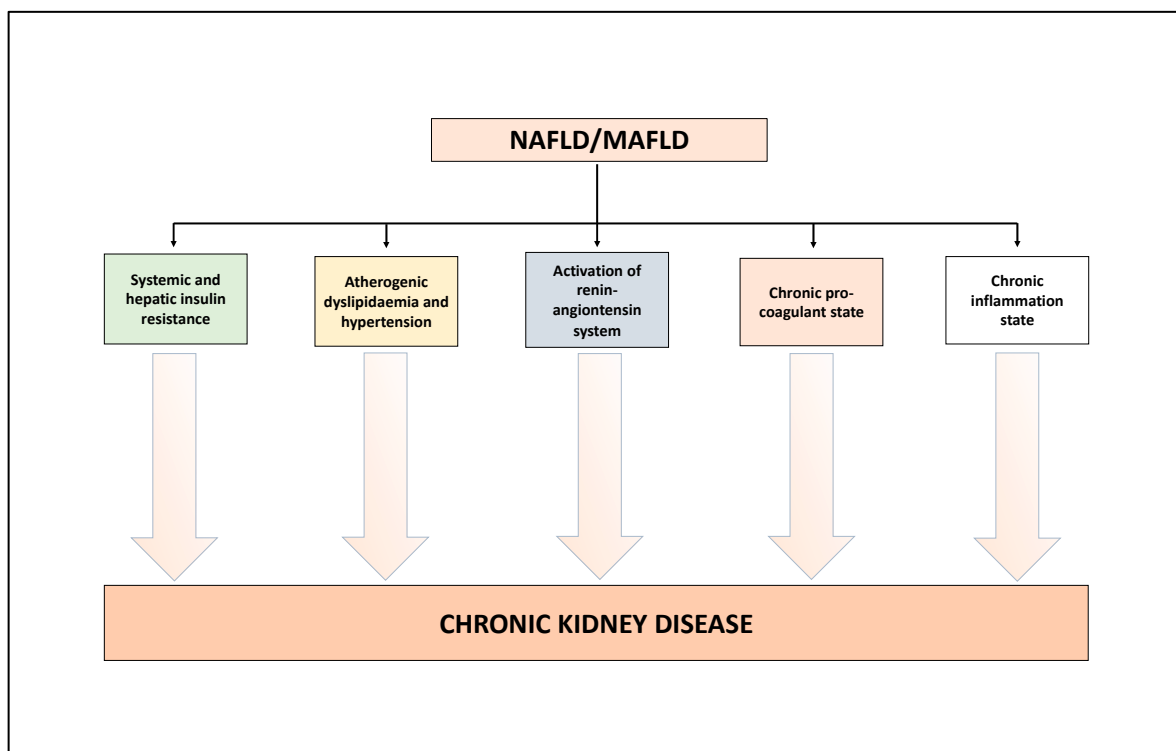 NAFLD/MAFLD
Systemic and
hepatic insulin
resistance
Atherogenic
dyslipidaemia and
hypertension
Activation of
renin-
angiontensin
system
Chronic pro-
coagulant state
Chronic
inflammation
state
CHRONIC KIDNEY DISEASE